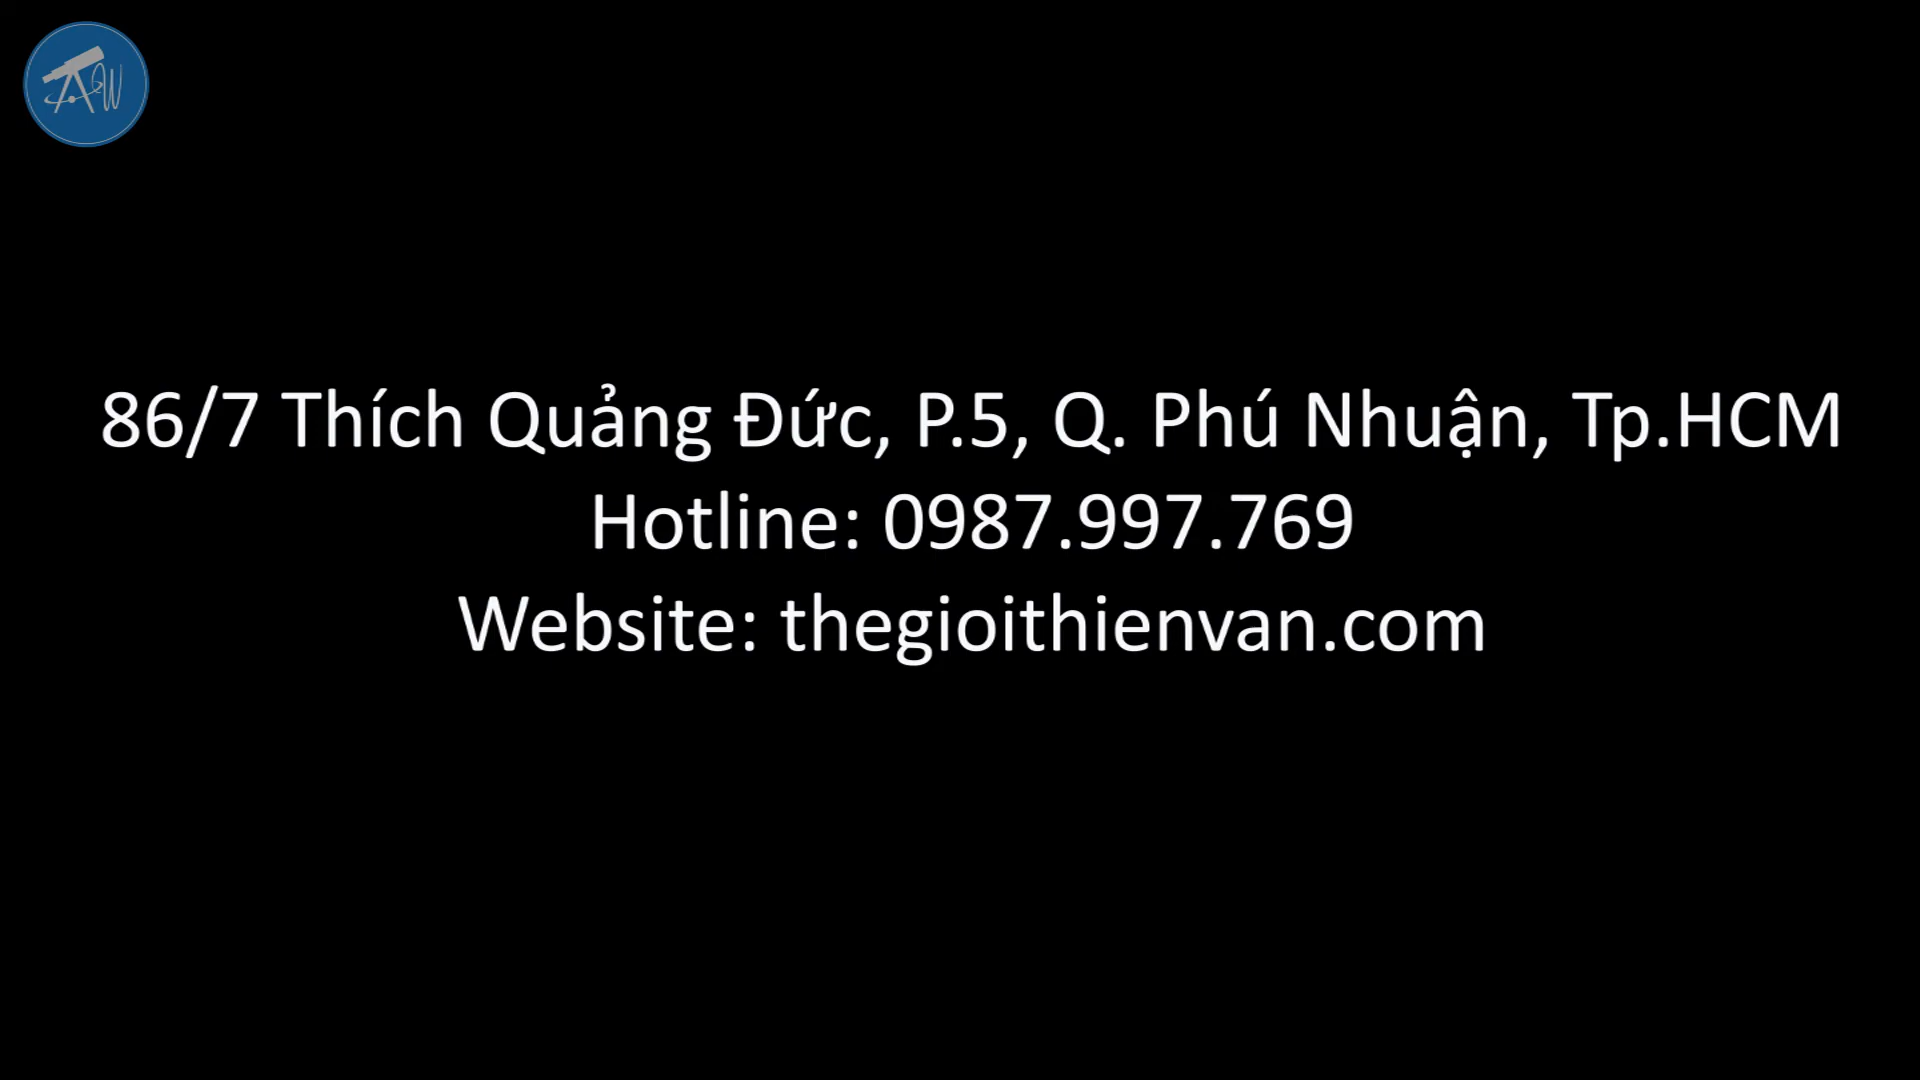 86/7 Thích Quảng Đức, P.5, Q. Phú Nhuận, Tp.HCM
Hotline: 0987.997.769
Website: thegioithienvan.com